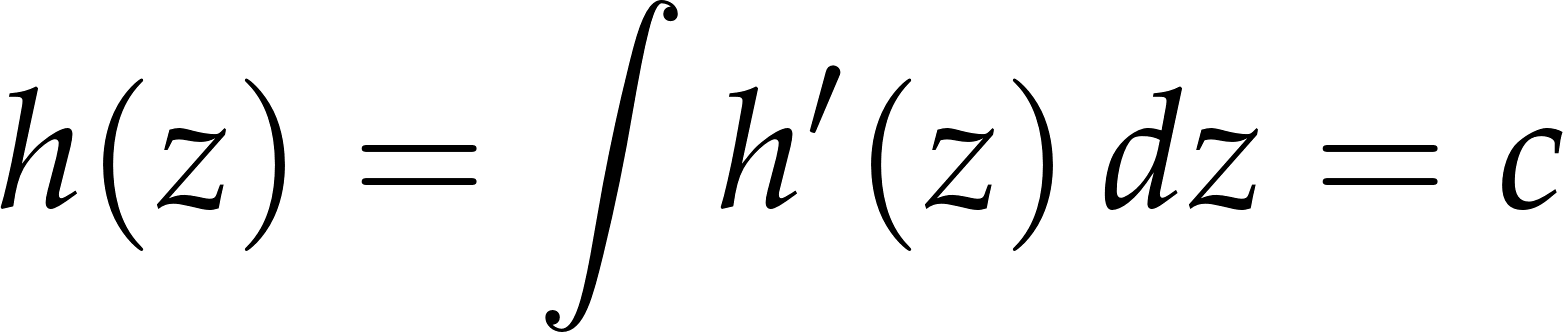 h(z) = ∫ h′(z) dz = c